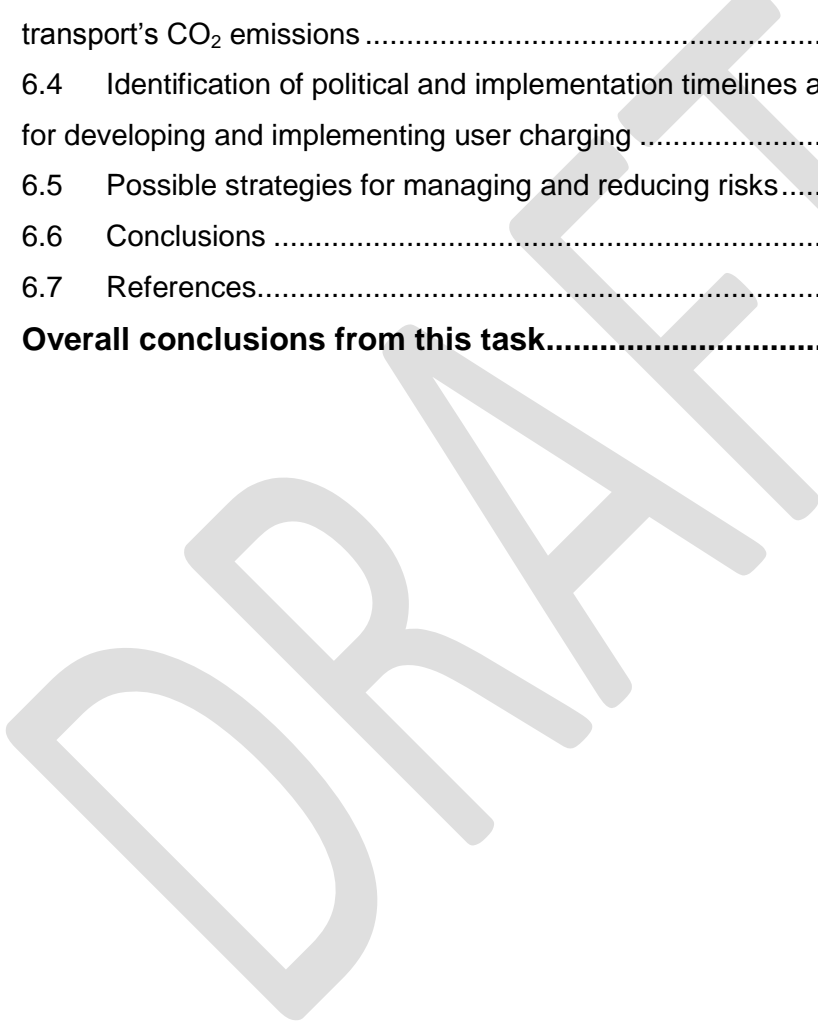 transport's CO₂ emissions ....................................................
6.4 Identification of political and implementation timelines a
for developing and implementing user charging ......................
6.5 Possible strategies for managing and reducing risks.....
6.6 Conclusions ...................................................................
6.7 References.....................................................................
Overall conclusions from this task...............................
DRAFT